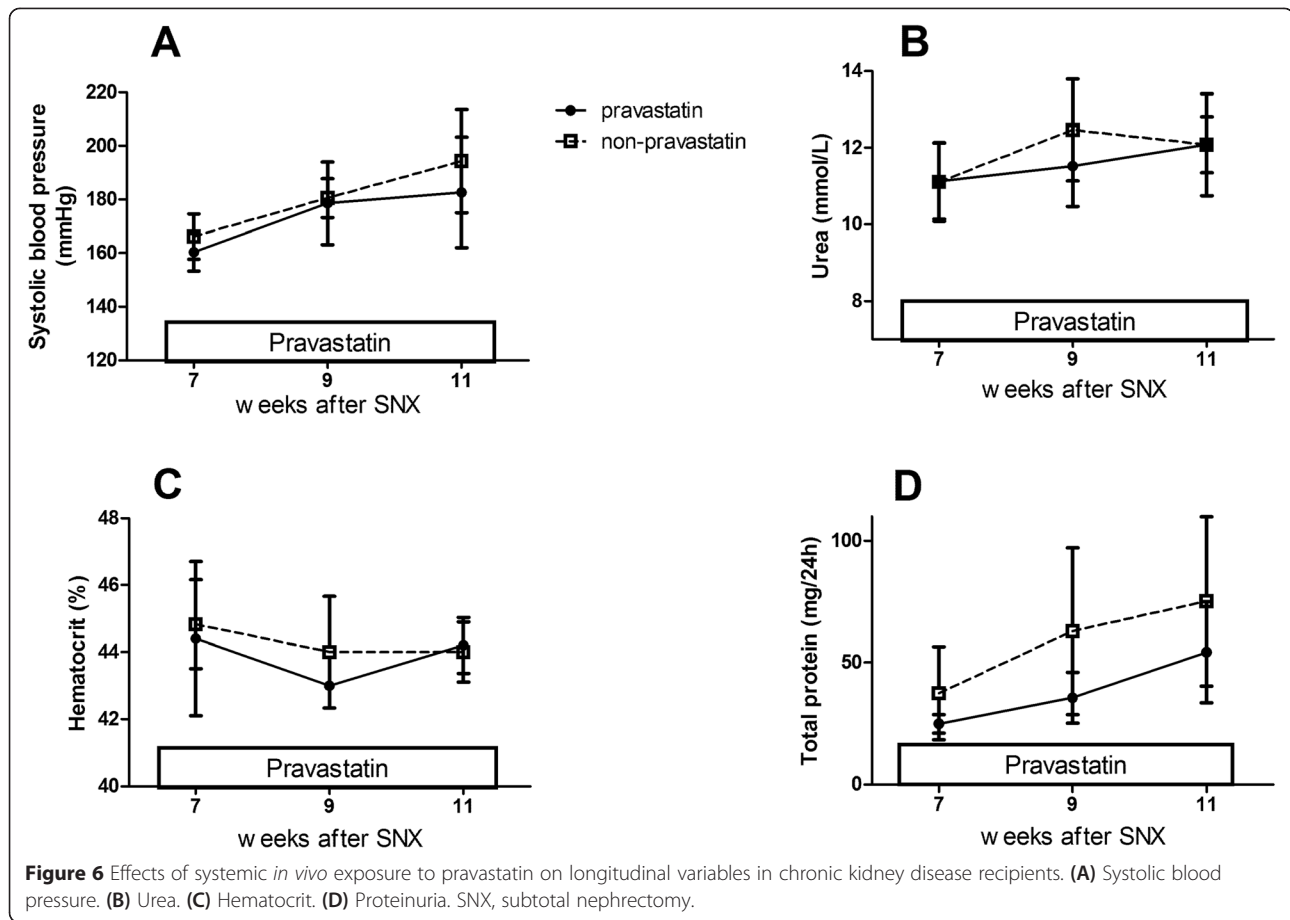 A
Systolic blood pressure
(mmHg)
220
200
180
160
140
120
Pravastatin
7 9 11
weeks after SNX
pravastatin
non-pravastatin
B
Urea (mmol/L)
14
12
10
8
Pravastatin
7 9 11
weeks after SNX
C
Hematocrit (%)
48
46
44
42
40
Pravastatin
7 9 11
weeks after SNX
D
Total protein (mg/24h)
100
50
0
Pravastatin
7 9 11
weeks after SNX
Figure 6 Effects of systemic in vivo exposure to pravastatin on longitudinal variables in chronic kidney disease recipients. (A) Systolic blood
pressure. (B) Urea. (C) Hematocrit. (D) Proteinuria. SNX, subtotal nephrectomy.